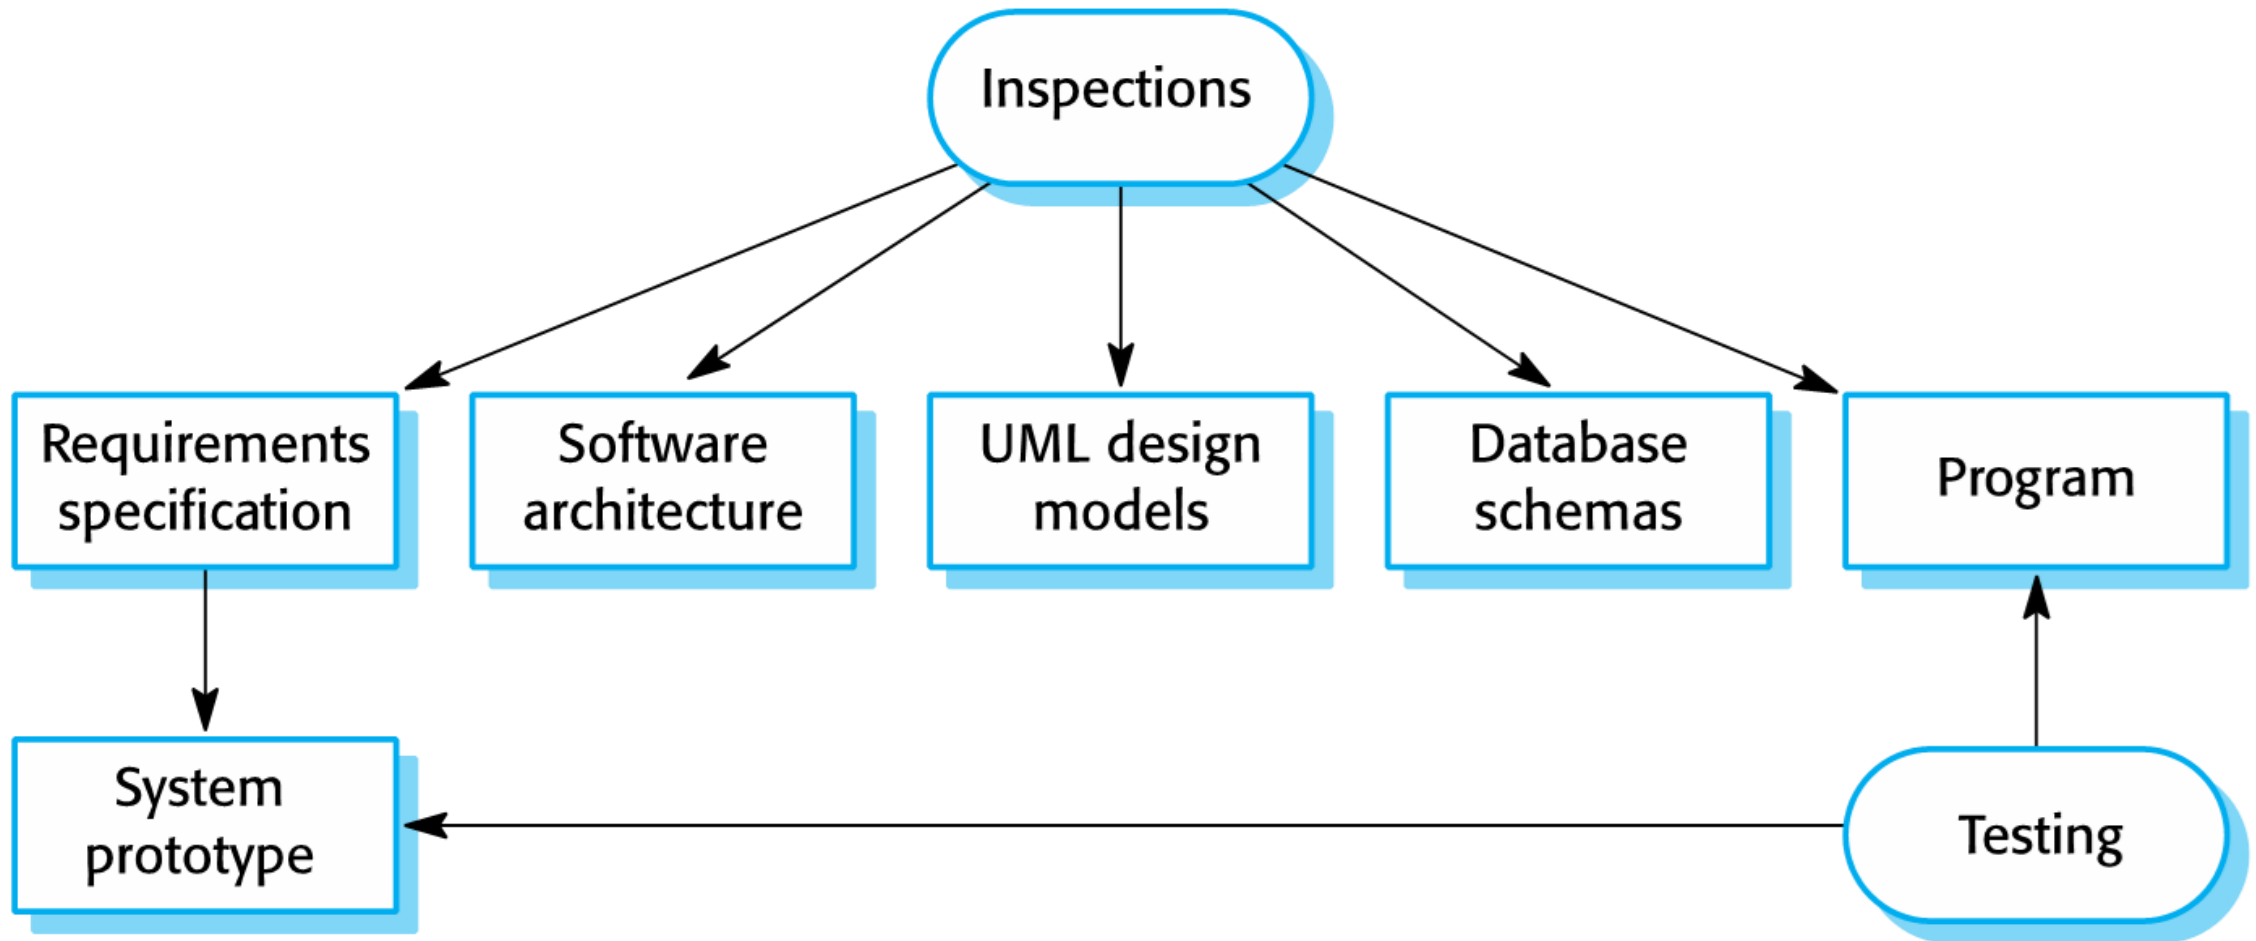 Inspections
Requirements
specification
Software
architecture
UML design
models
Database
schemas
Program
System
prototype
Testing